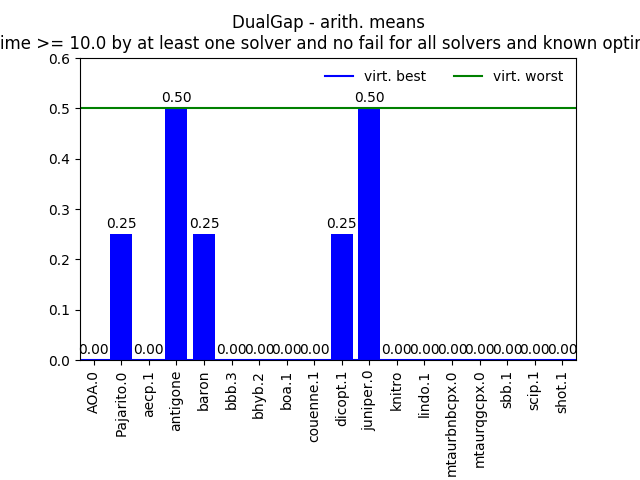 DualGap - arith. means
ime >= 10.0 by at least one solver and no fail for all solvers and known optir
virt. best
virt. worst
0.6
0.5
0.4
0.3
0.2
0.1
0.0
0.00
0.25
0.00
0.50
0.25
0.00
0.00
0.00
0.00
0.25
0.50
0.00
0.00
0.00
0.00
0.00
0.00
0.00
AOA.0
Pajarito.0
aecp.1
antigone
baron
bbb.3
bhyb.2
boa.1
couenne.1
dicopt.1
juniper.0
knitro
lindo.1
mtaurbnbcpx.0
mtaurqgcpx.0
sbb.1
scip.1
shot.1